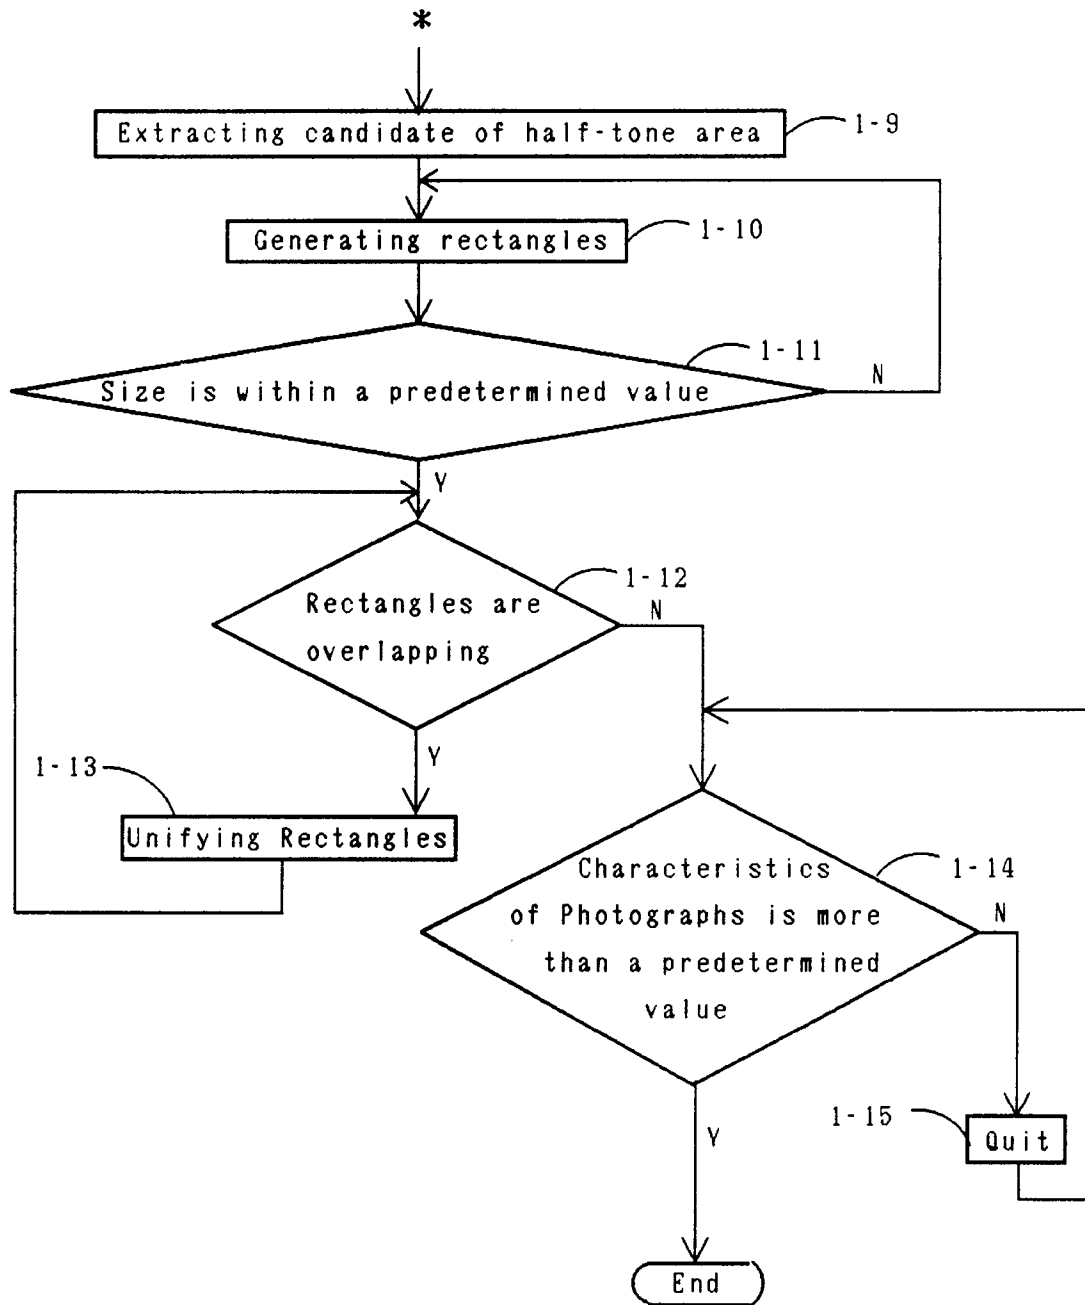 *
Extracting candidate of half-tone area
1-9
Generating rectangles
1-10
1-11
Size is within a predetermined value
N
Y
1-12
Rectangles are
overlapping
N
Y
1-13
Unifying Rectangles
1-14
Characteristics
of Photographs is more
than a predetermined
value
N
Y
1-15
Quit
End